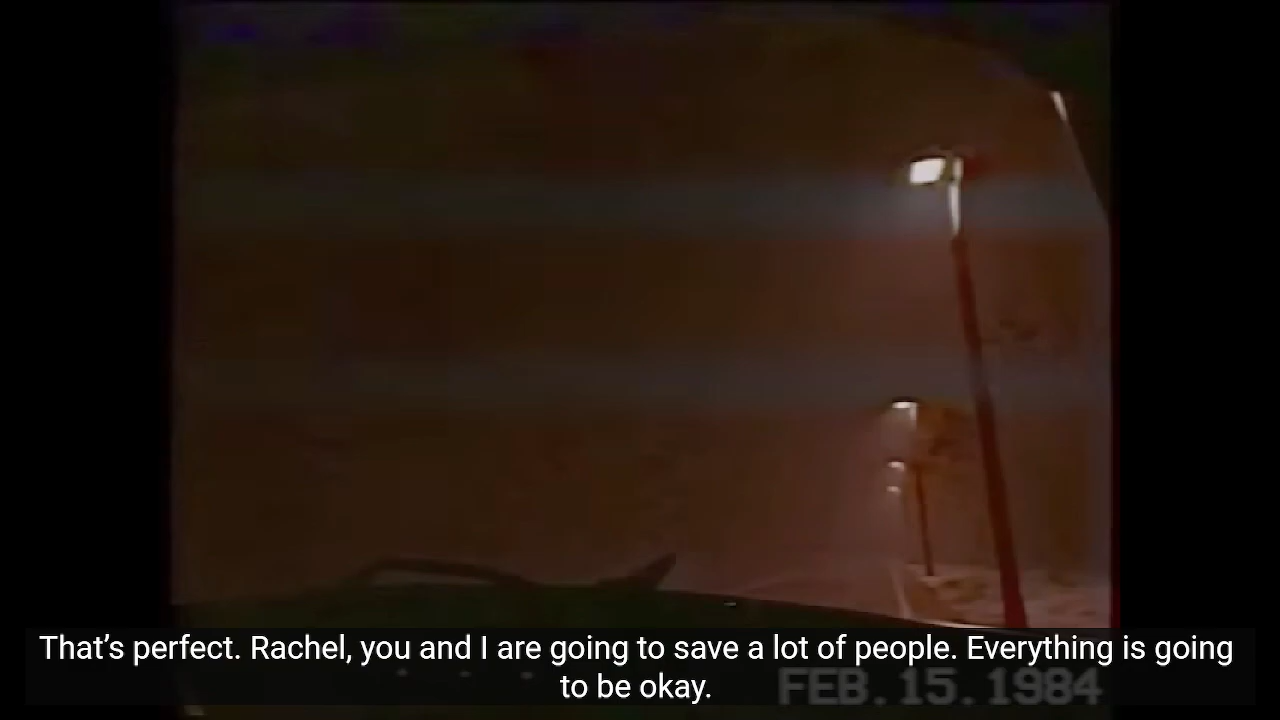 That’s perfect. Rachel, you and I are going to save a lot of people. Everything is going
to be okay.
FEB. 15. 1984